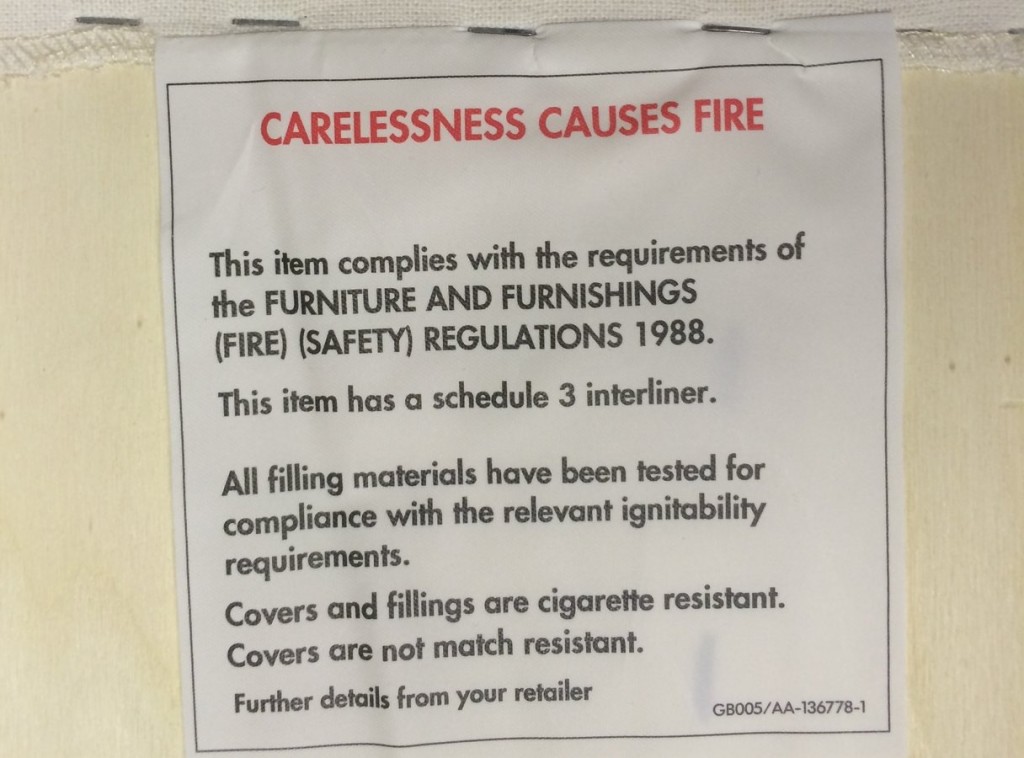 CARELESSNESS CAUSES FIRE
This item complies with the requirements of
the FURNITURE AND FURNISHINGS
(FIRE) (SAFETY) REGULATIONS 1988.
This item has a schedule 3 interliner.
All filling materials have been tested for
compliance with the relevant ignitability
requirements.
Covers and fillings are cigarette resistant.
Covers are not match resistant.
Further details from your retailer
GB005/AA-136778-1